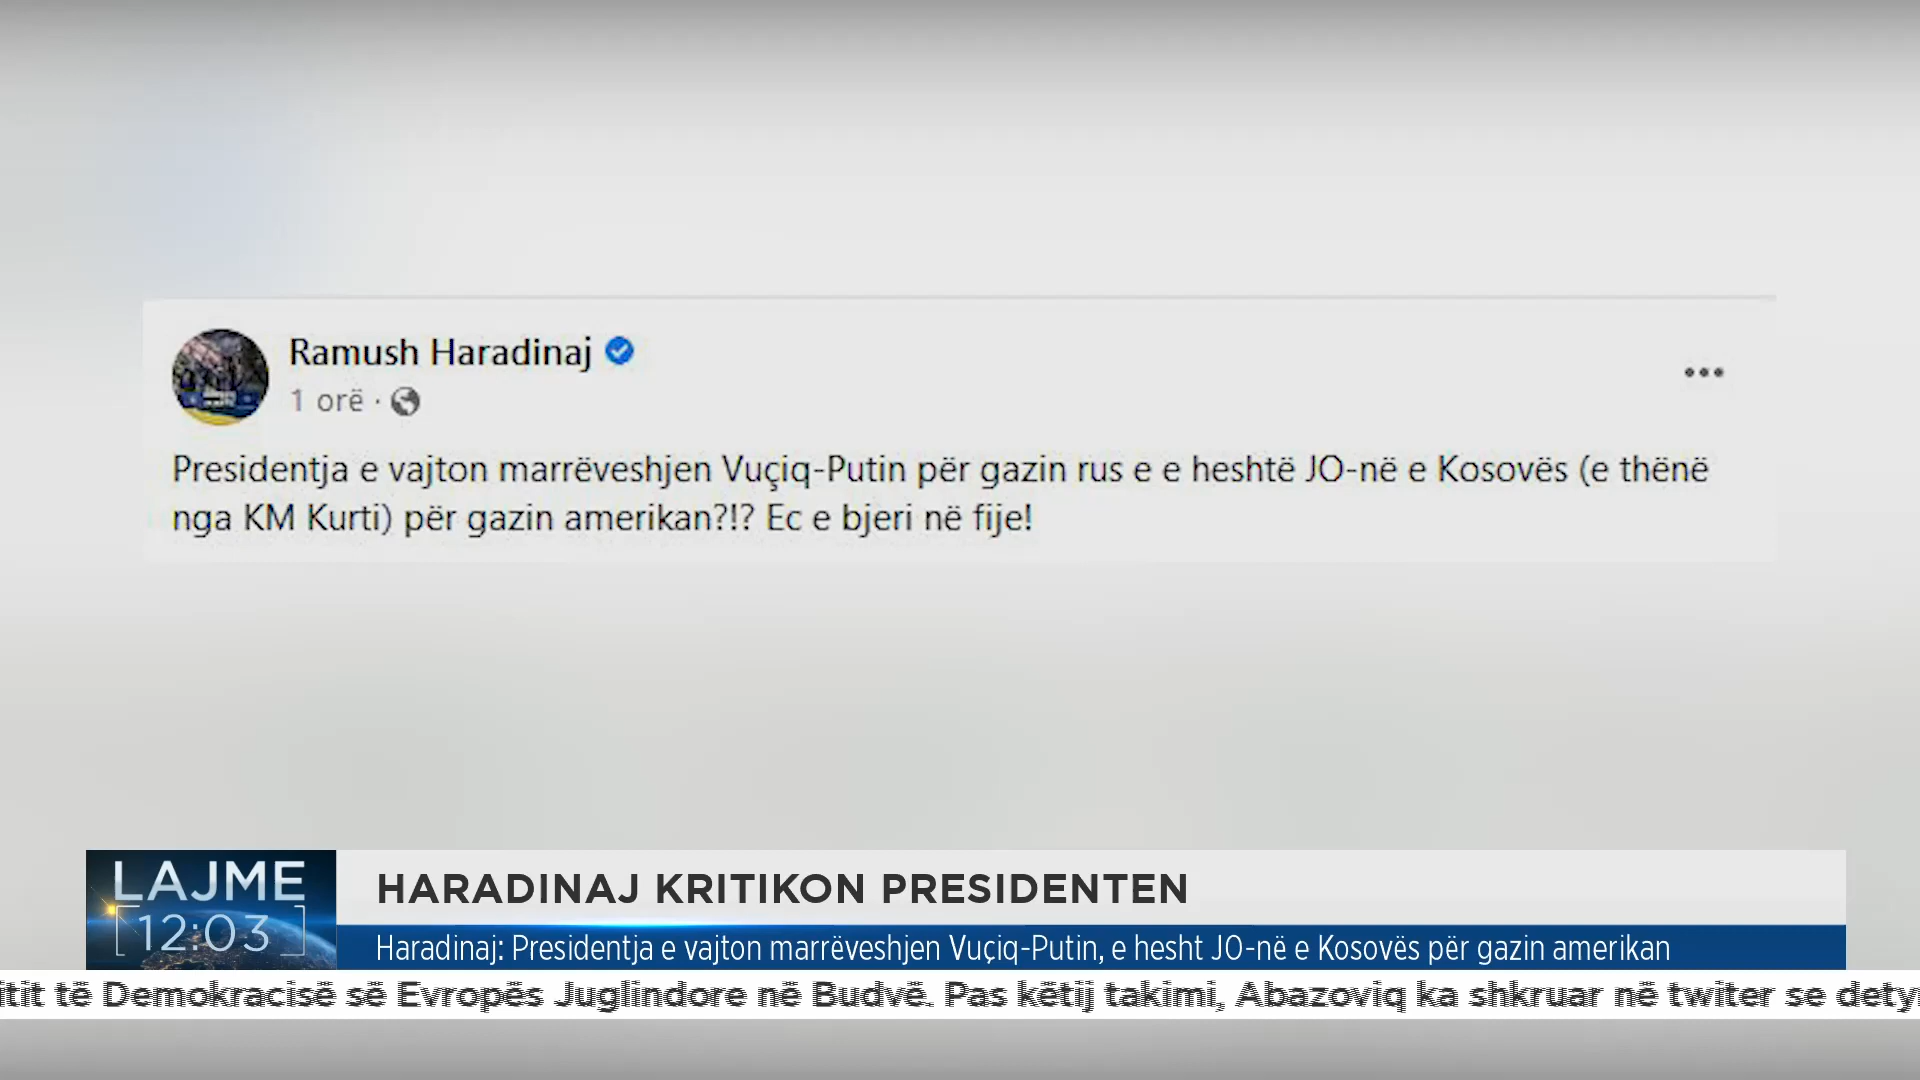 Ramush Haradinaj
1 orë ·
Presidentja e vajton marrëveshjen Vuçiq-Putin për gazin rus e e heshtë JO-në e Kosovës (e thënë
nga KM Kurti) për gazin amerikan?!? Ec e bjeri në fije!
LAJME
12:03
HARADINAJ KRITIKON PRESIDENTEN
Haradinaj: Presidentja e vajton marrëveshjen Vuçiq-Putin, e hesht JO-në e Kosovës për gazin amerikan
itit të Demokracisë së Evropës Juglindore në Budvë. Pas këtij takimi, Abazoviq ka shkruar në twiter se dety